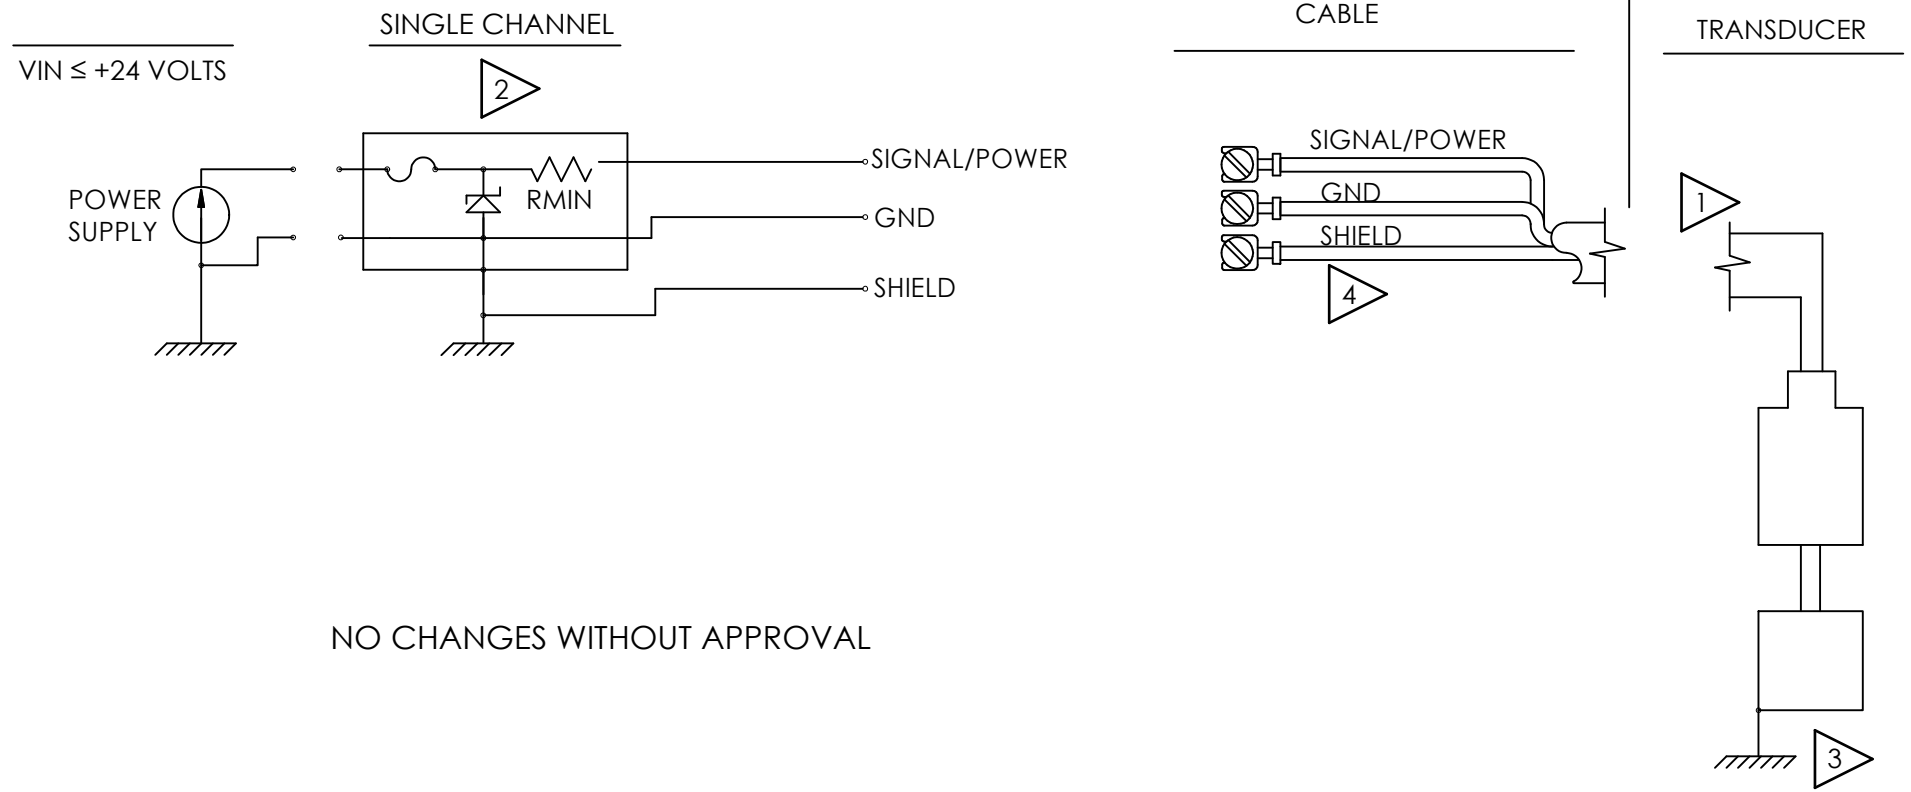 SINGLE CHANNEL
CABLE
TRANSDUCER
VIN ≤ +24 VOLTS
2
SIGNAL/POWER
SIGNAL/POWER
POWER
SUPPLY
RMIN
GND
GND
1
SHIELD
SHIELD
4
NO CHANGES WITHOUT APPROVAL
3